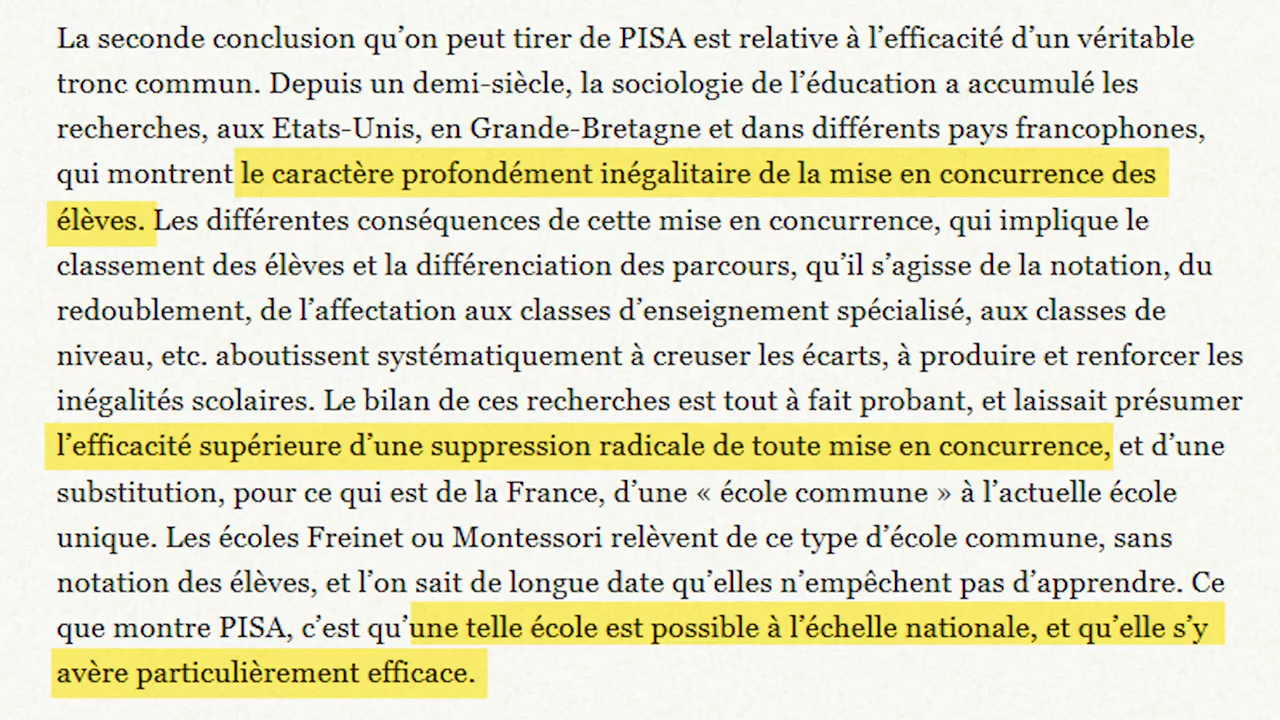 La seconde conclusion qu’on peut tirer de PISA est relative à l’efficacité d’un véritable
tronc commun. Depuis un demi-siècle, la sociologie de l’éducation a accumulé les
recherches, aux Etats-Unis, en Grande-Bretagne et dans différents pays francophones,
qui montrent le caractère profondément inégalitaire de la mise en concurrence des
élèves. Les différentes conséquences de cette mise en concurrence, qui implique le
classement des élèves et la différenciation des parcours, qu’il s’agisse de la notation, du
redoublement, de l’affectation aux classes d’enseignement spécialisé, aux classes de
niveau, etc. aboutissent systématiquement à creuser les écarts, à produire et renforcer les
inégalités scolaires. Le bilan de ces recherches est tout à fait probant, et laissait présumer
l’efficacité supérieure d’une suppression radicale de toute mise en concurrence, et d’une
substitution, pour ce qui est de la France, d’une « école commune » à l’actuelle école
unique. Les écoles Freinet ou Montessori relèvent de ce type d’école commune, sans
notation des élèves, et l’on sait de longue date qu’elles n’empêchent pas d’apprendre. Ce
que montre PISA, c’est qu’une telle école est possible à l’échelle nationale, et qu’elle s’y
avère particulièrement efficace.